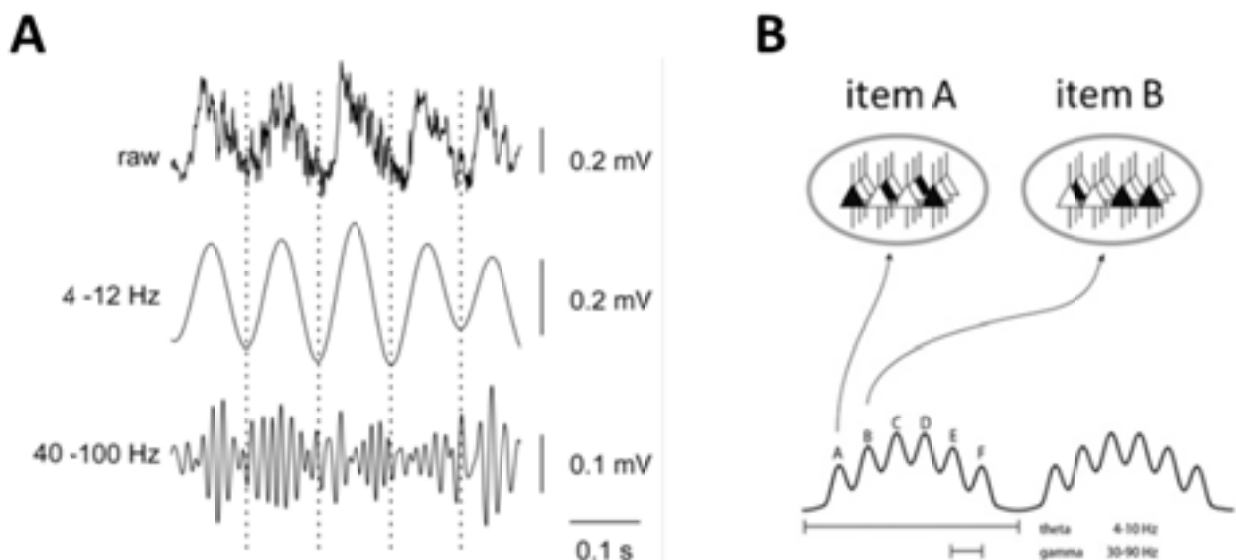 A
raw
0.2 mV
4 -12 Hz
0.2 mV
40 -100 Hz
0.1 mV
0.1 s
B
item A
item B
A B C D E F
theta 4-10 Hz
gamma 30-90 Hz